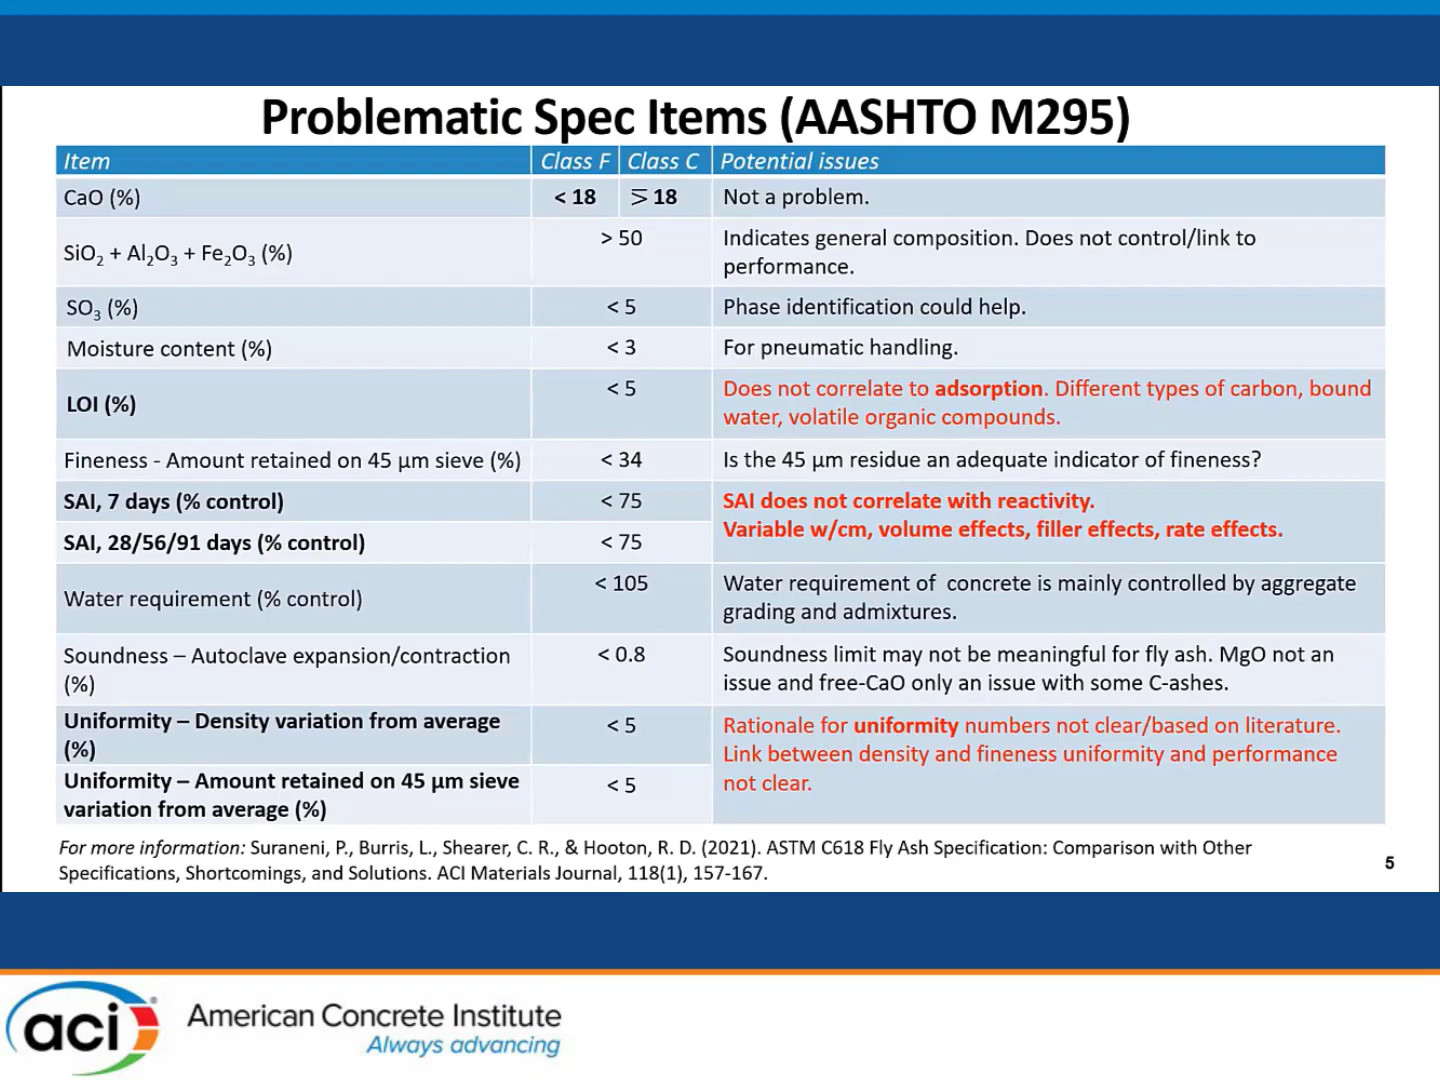 Problematic Spec Items (AASHTO M295)
Item Class F Class C Potential issues
CaO (%) < 18 ⋝ 18 Not a problem.
SiO₂ + Al₂O₃ + Fe₂O₃ (%) > 50 Indicates general composition. Does not control/link to
performance.
SO₃ (%) < 5 Phase identification could help.
Moisture content (%) < 3 For pneumatic handling.
LOI (%) < 5 Does not correlate to adsorption. Different types of carbon, bound
water, volatile organic compounds.
Fineness - Amount retained on 45 µm sieve (%) < 34 Is the 45 µm residue an adequate indicator of fineness?
SAI, 7 days (% control) < 75 SAI does not correlate with reactivity.
Variable w/cm, volume effects, filler effects, rate effects.
SAI, 28/56/91 days (% control) < 75
Water requirement (% control) < 105 Water requirement of concrete is mainly controlled by aggregate
grading and admixtures.
Soundness – Autoclave expansion/contraction
(%) < 0.8 Soundness limit may not be meaningful for fly ash. MgO not an
issue and free-CaO only an issue with some C-ashes.
Uniformity – Density variation from average
(%) < 5 Rationale for uniformity numbers not clear/based on literature.
Link between density and fineness uniformity and performance
not clear.
Uniformity – Amount retained on 45 µm sieve
variation from average (%) < 5
For more information: Suraneni, P., Burris, L., Shearer, C. R., & Hooton, R. D. (2021). ASTM C618 Fly Ash Specification: Comparison with Other
Specifications, Shortcomings, and Solutions. ACI Materials Journal, 118(1), 157-167.
5
aci®
American Concrete Institute
Always advancing